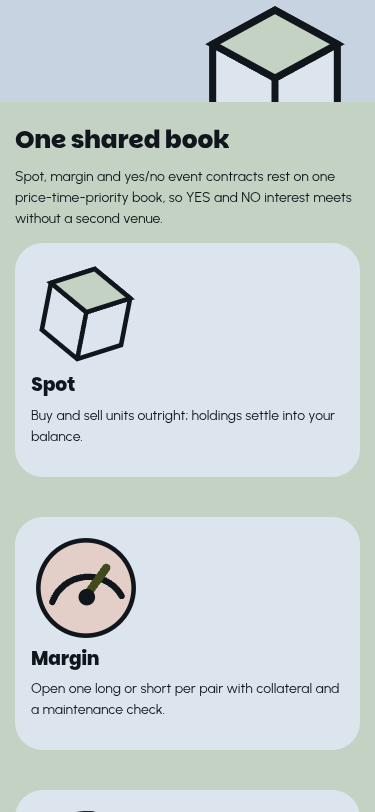 One shared book
Spot, margin and yes/no event contracts rest on one
price-time-priority book, so YES and NO interest meets
without a second venue.
Spot
Buy and sell units outright; holdings settle into your
balance.
Margin
Open one long or short per pair with collateral and
a maintenance check.